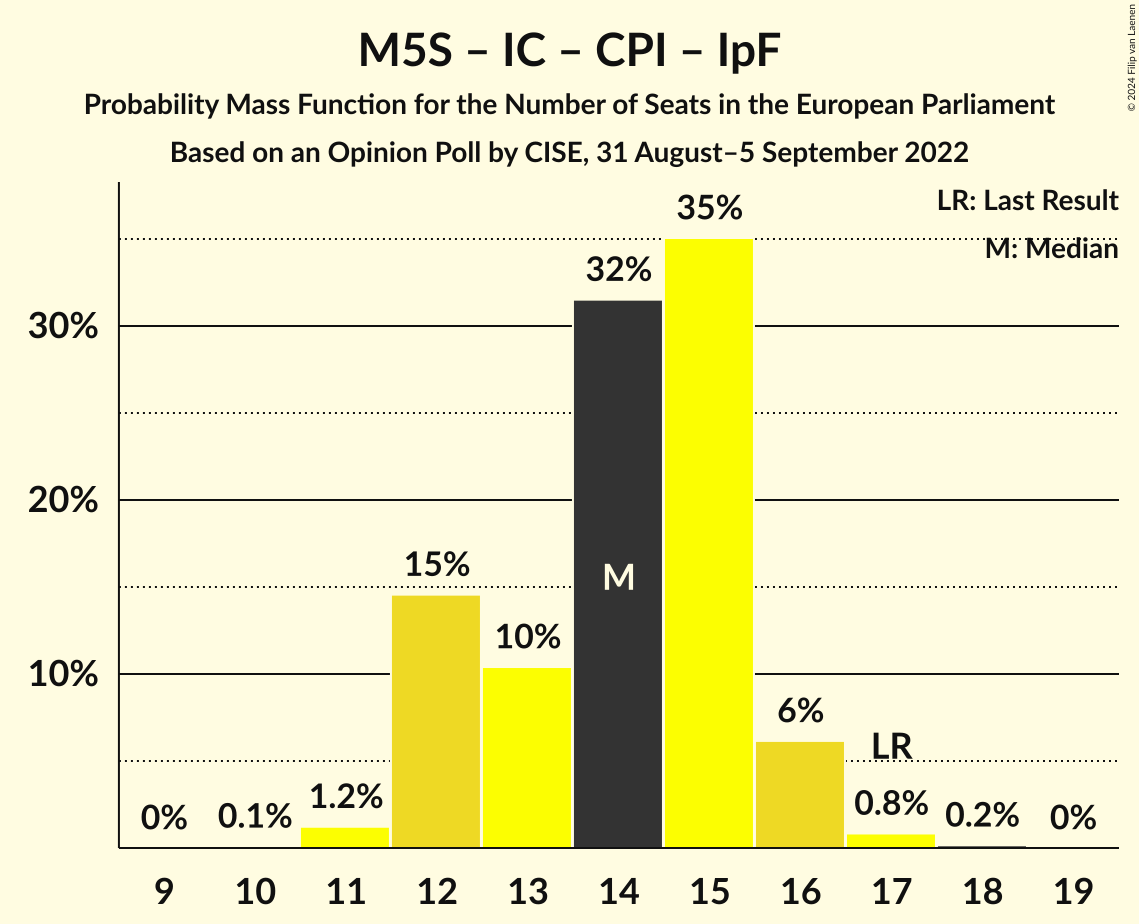 M5S – IC – CPI – IpF
Probability Mass Function for the Number of Seats in the European Parliament
Based on an Opinion Poll by CISE, 31 August–5 September 2022
© 2024 Filip van Laenen
LR: Last Result
M: Median
35%
32%
30%
20%
15%
M
10%
10%
6%
LR
1.2%
0.8%
0%
0.1%
0.2%
0%
9 10 11 12 13 14 15 16 17 18 19